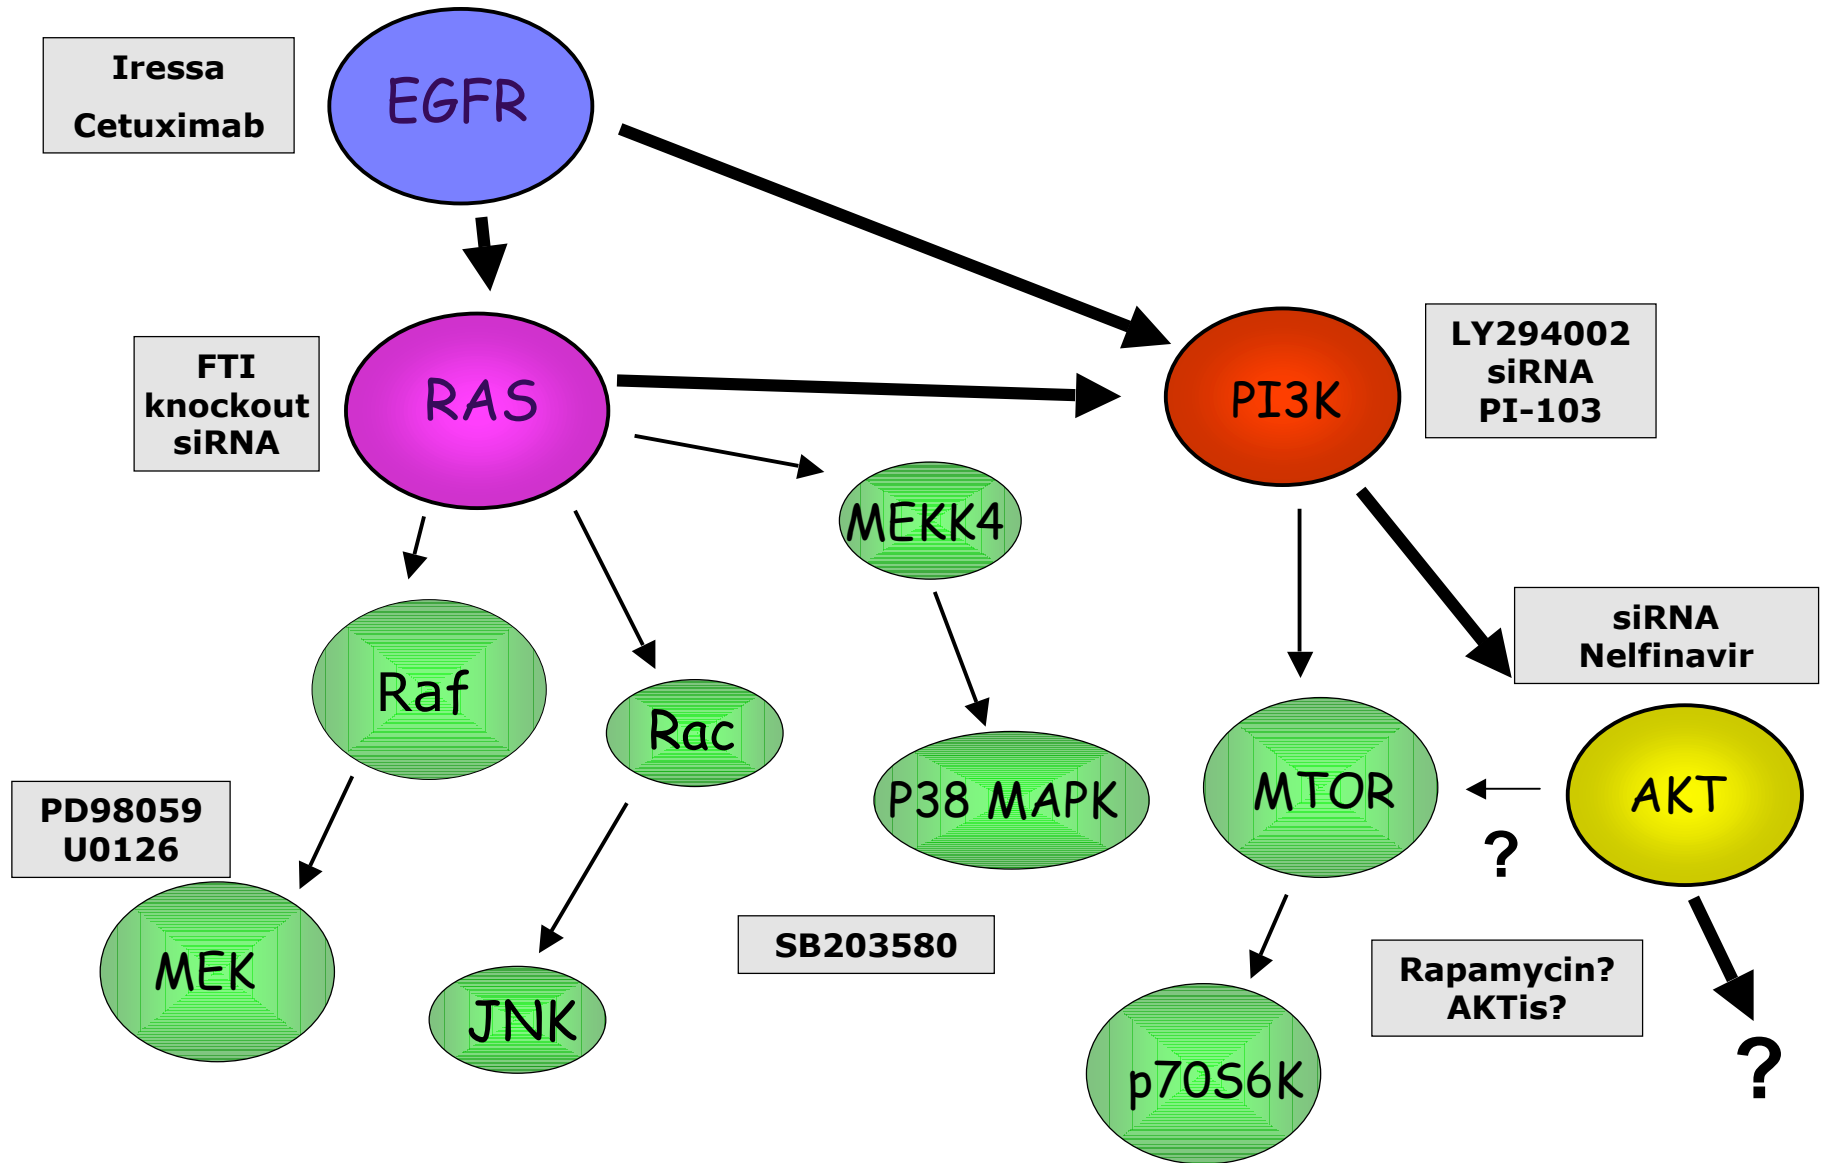 Iressa
Cetuximab
EGFR
FTI
knockout
siRNA
RAS
PI3K
LY294002
siRNA
PI-103
MEKK4
siRNA
Nelfinavir
Raf
Rac
P38 MAPK
MTOR
?
AKT
PD98059
U0126
MEK
JNK
SB203580
Rapamycin?
AKTis?
p70S6K
?